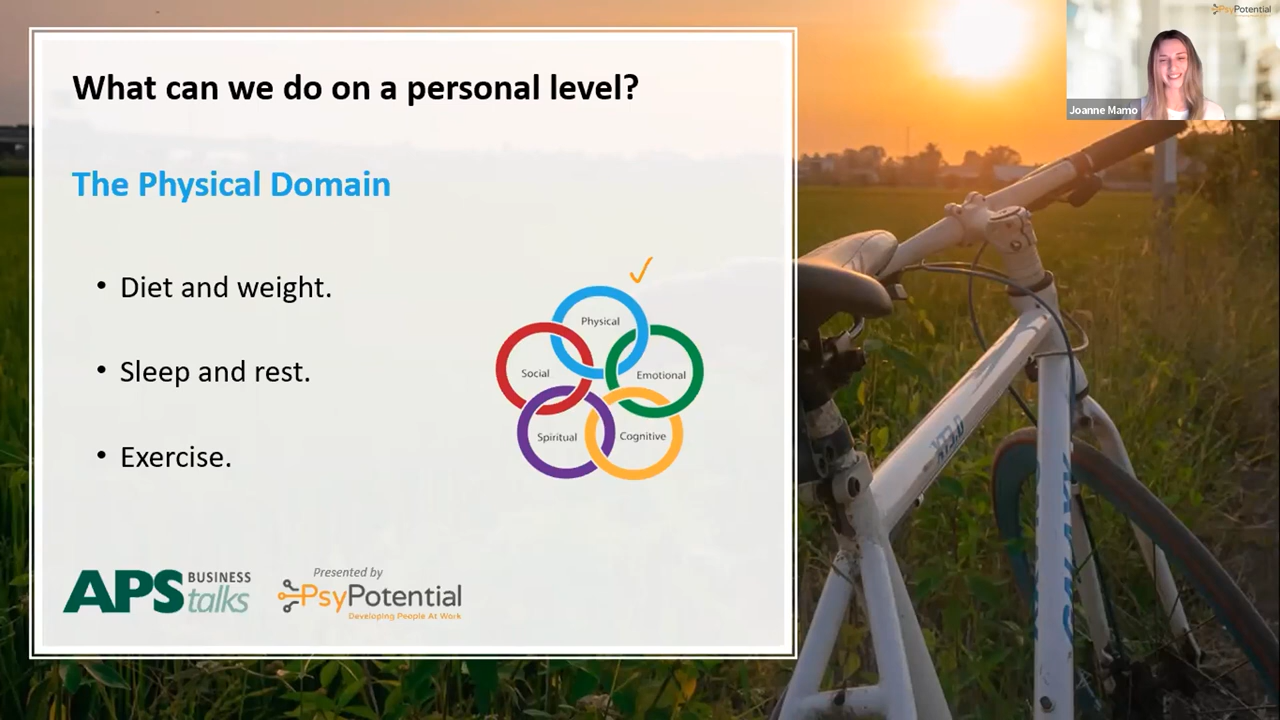 PsyPotential
Joanne Mamo
What can we do on a personal level?
The Physical Domain
• Diet and weight.
• Sleep and rest.
• Exercise.
Physical
Social
Emotional
Spiritual
Cognitive
APS BUSINESS talks
Presented by
PsyPotential
Developing People At Work